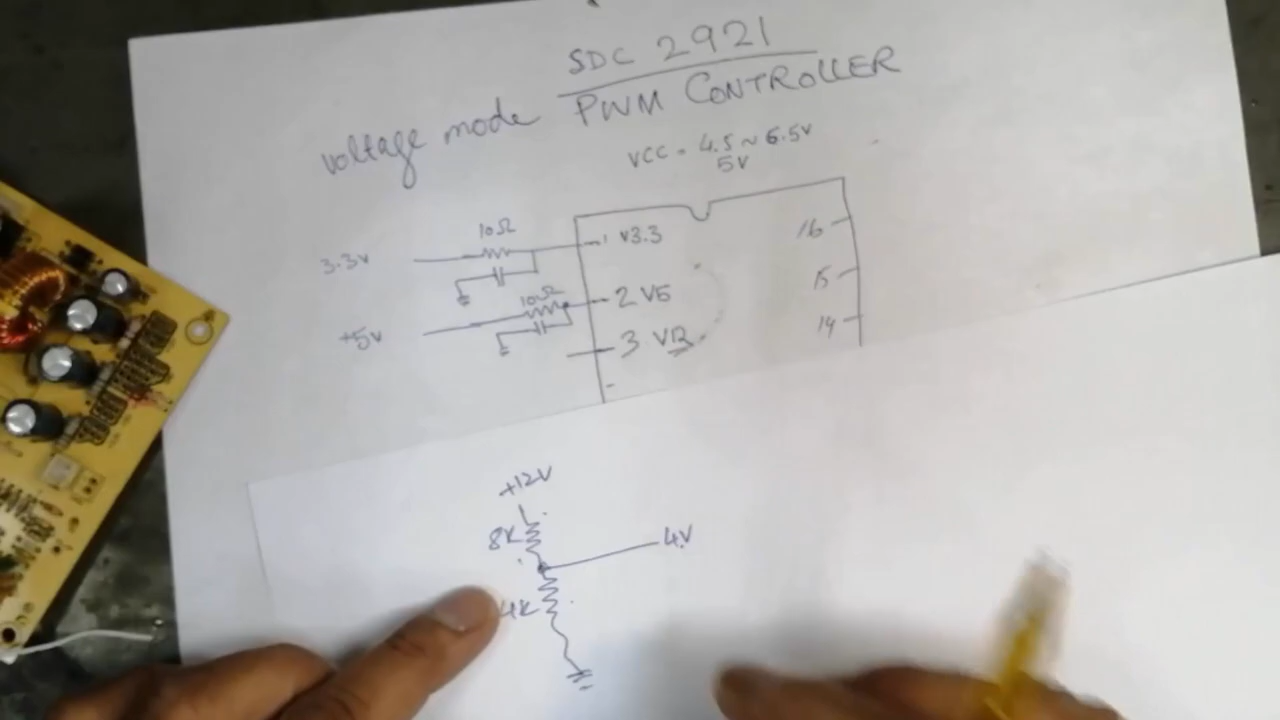 SDC 2921
voltage mode PWM CONTROLLER
VCC = 4.5 ~ 6.5V
5V
10Ω
3.3V
1 V3.3
16
10Ω
+5V
2 V5
15
3
14
+12V
8K
4V
4K